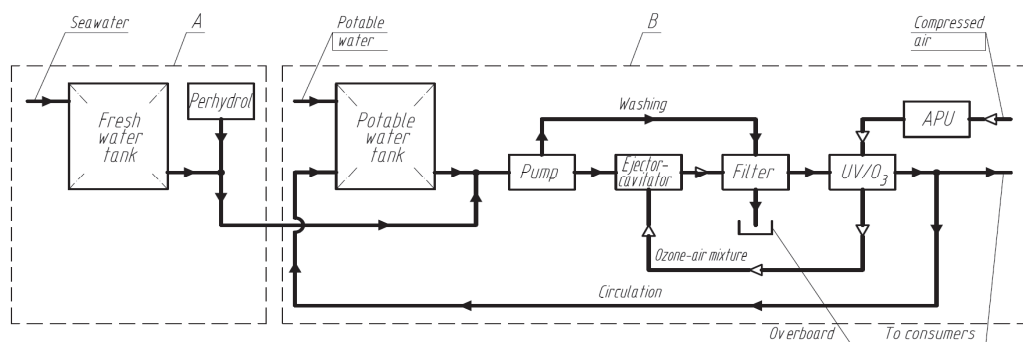 Seawater
A
Potable
water
B
Compressed
air
Fresh
water
tank
Perhydrol
Potable
water
tank
Washing
APU
Pump
Ejector-
cavitator
Filter
UV/O₃
Ozone-air mixture
Circulation
Overboard
To consumers